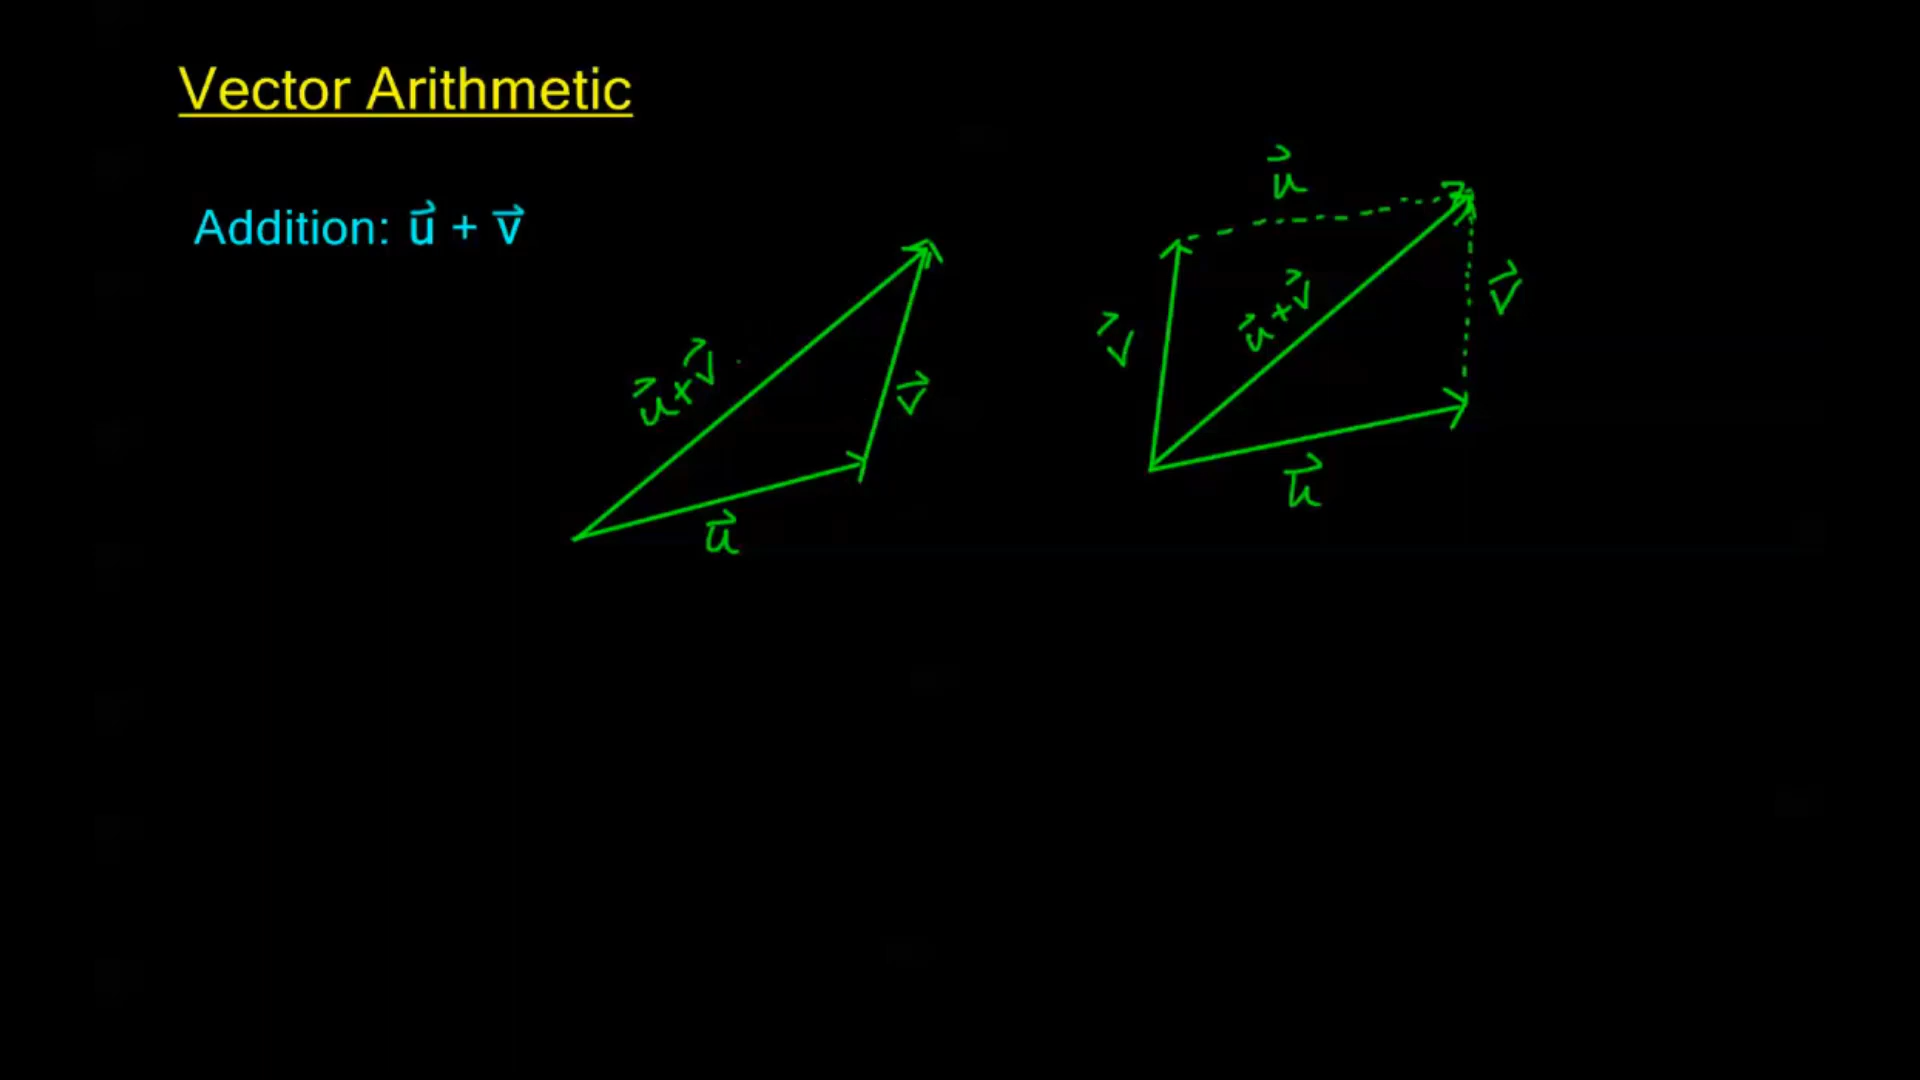 Vector Arithmetic
Addition: u⃗ + v⃗
u⃗+v⃗
v⃗
u⃗
u⃗
v⃗
u⃗+v⃗
v⃗
u⃗